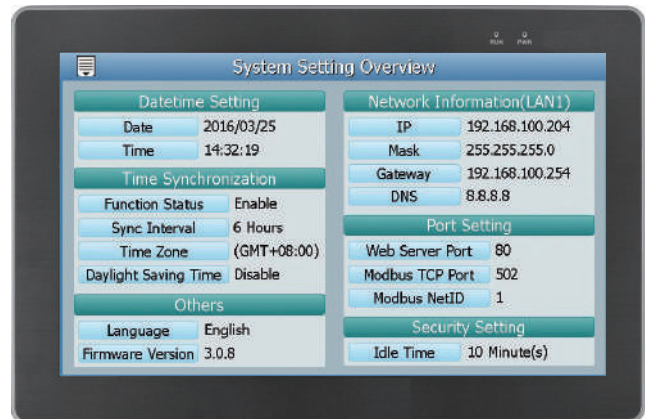 RUN PWR
System Setting Overview
Datetime Setting
Date 2016/03/25
Time 14:32:19
Time Synchronization
Function Status Enable
Sync Interval 6 Hours
Time Zone (GMT+08:00)
Daylight Saving Time Disable
Others
Language English
Firmware Version 3.0.8
Network Information(LAN1)
IP 192.168.100.204
Mask 255.255.255.0
Gateway 192.168.100.254
DNS 8.8.8.8
Port Setting
Web Server Port 80
Modbus TCP Port 502
Modbus NetID 1
Security Setting
Idle Time 10 Minute(s)